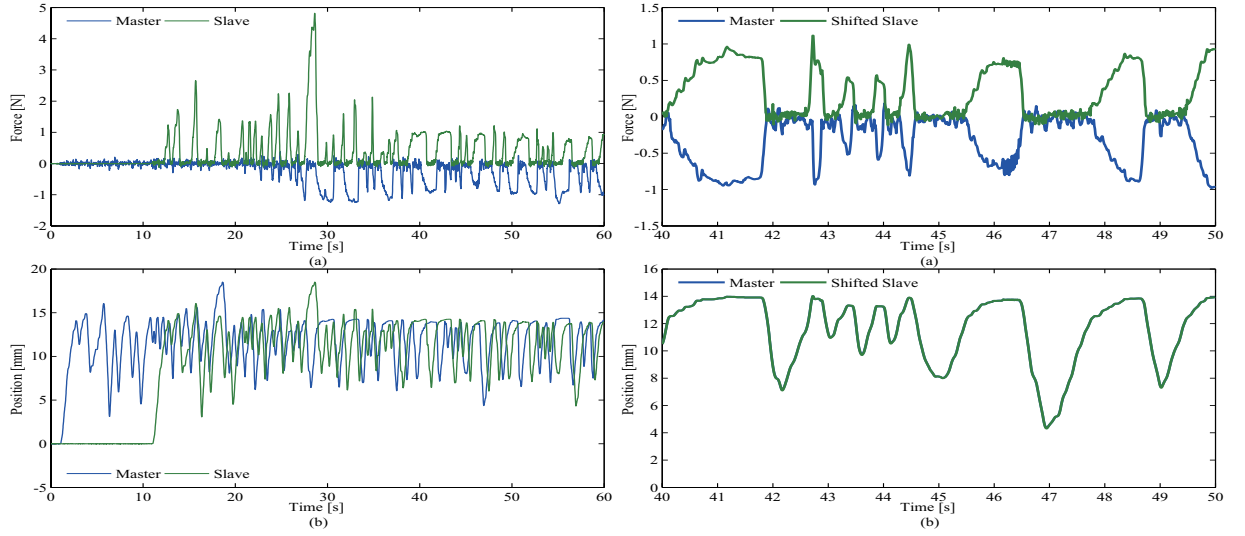 Master Slave
Force [N]
5
4
3
2
1
0
-1
-2
0 10 20 30 40 50 60
Time [s]
(a)
Position [mm]
20
15
10
5
0
-5
Master Slave
0 10 20 30 40 50 60
Time [s]
(b)
Master Shifted Slave
Force [N]
1.5
1
0.5
0
-0.5
-1
-1.5
40 41 42 43 44 45 46 47 48 49 50
Time [s]
(a)
Master Shifted Slave
Position [mm]
16
14
12
10
8
6
4
2
0
40 41 42 43 44 45 46 47 48 49 50
Time [s]
(b)